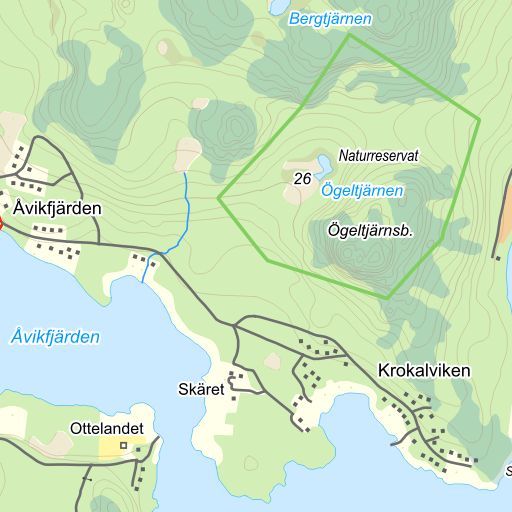 Bergtjärnen
Naturreservat
26
Ögeltjärnen
Åvikfjärden
Ögeltjärnsb.
Åvikfjärden
Krokalviken
Skäret
Ottelandet
S